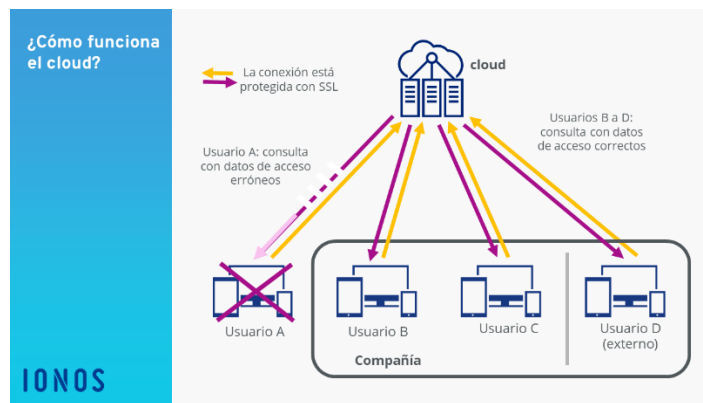 ¿Cómo funciona
el cloud?
La conexión está
protegida con SSL
cloud
Usuarios B a D:
consulta con datos
de acceso correctos
Usuario A: consulta
con datos de acceso
erróneos
Usuario A
Usuario B
Usuario C
Usuario D
(externo)
Compañía
IONOS